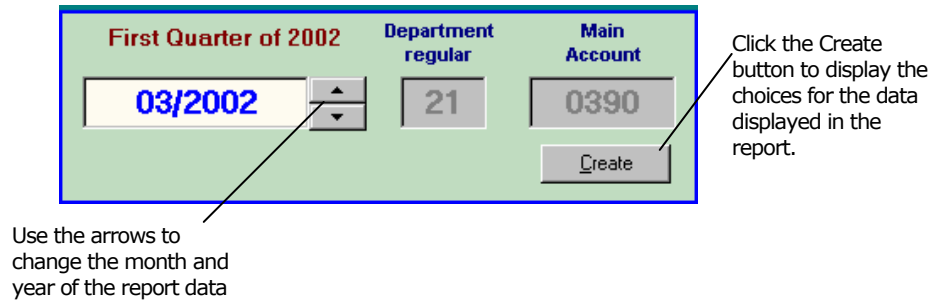 First Quarter of 2002
Department
regular
Main
Account
03/2002
21
0390
Create
Click the Create
button to display the
choices for the data
displayed in the
report.
Use the arrows to
change the month and
year of the report data